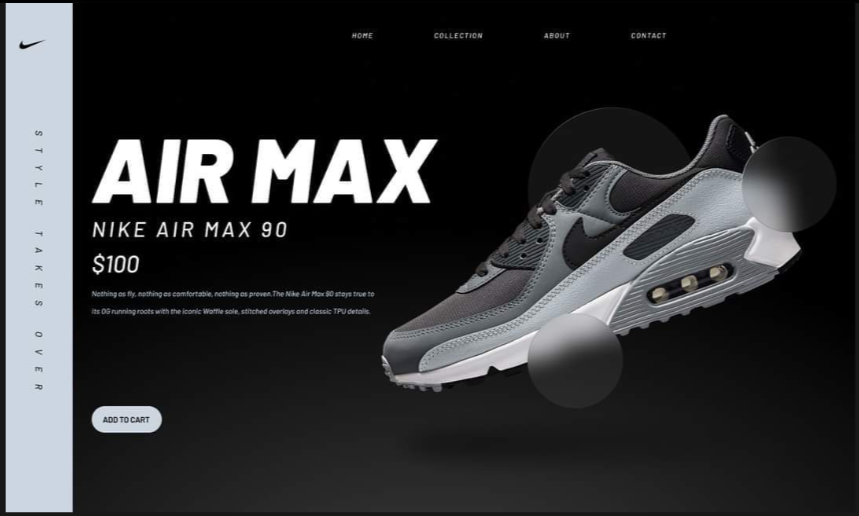 HOME COLLECTION ABOUT CONTACT
STYLE TAKES OVER
AIR MAX
NIKE AIR MAX 90
$100
Nothing as fly, nothing as comfortable, nothing as proven.The Nike Air Max 90 stays true to
its OG running roots with the iconic Waffle sole, stitched overlays and classic TPU details.
ADD TO CART